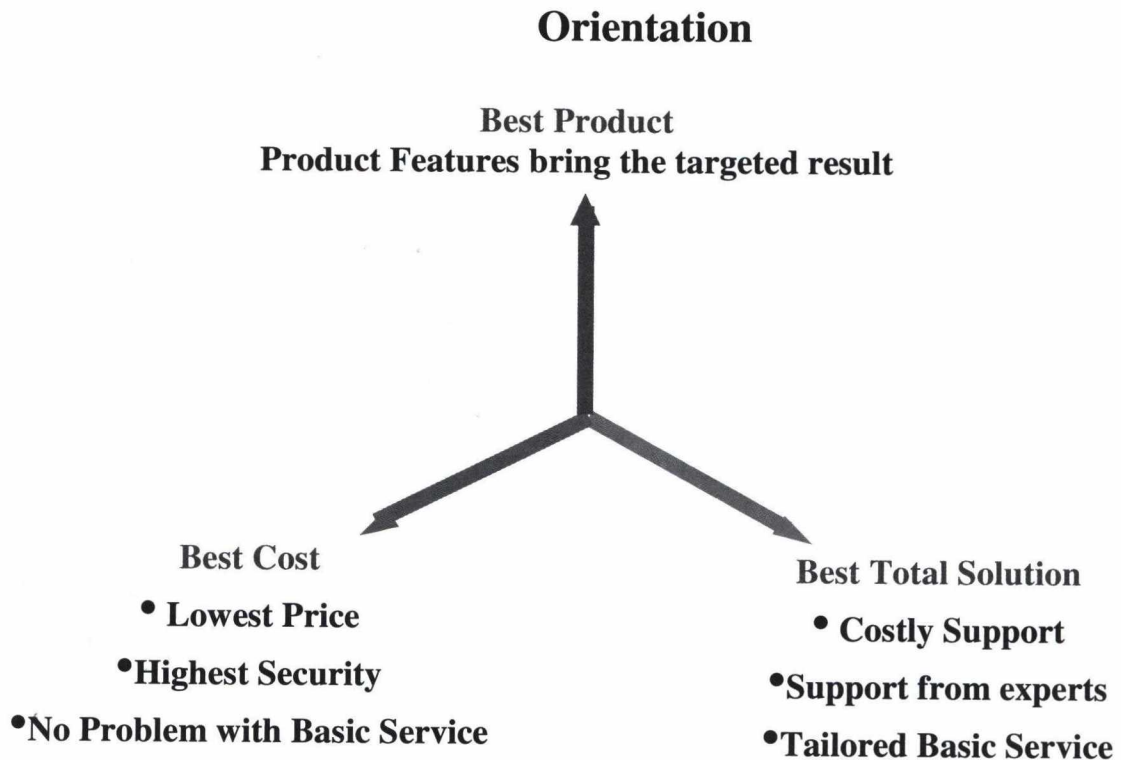 Orientation
Best Product
Product Features bring the targeted result
Best Cost
• Lowest Price
•Highest Security
•No Problem with Basic Service
Best Total Solution
• Costly Support
•Support from experts
•Tailored Basic Service